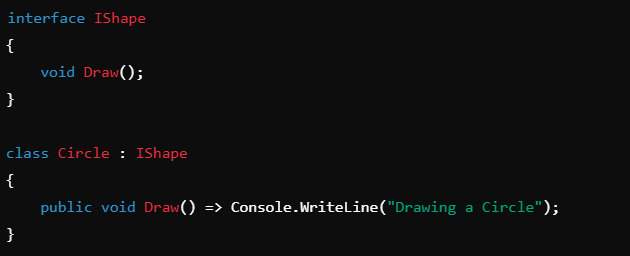 interface IShape
{
    void Draw();
}

class Circle : IShape
{
    public void Draw() => Console.WriteLine("Drawing a Circle");
}